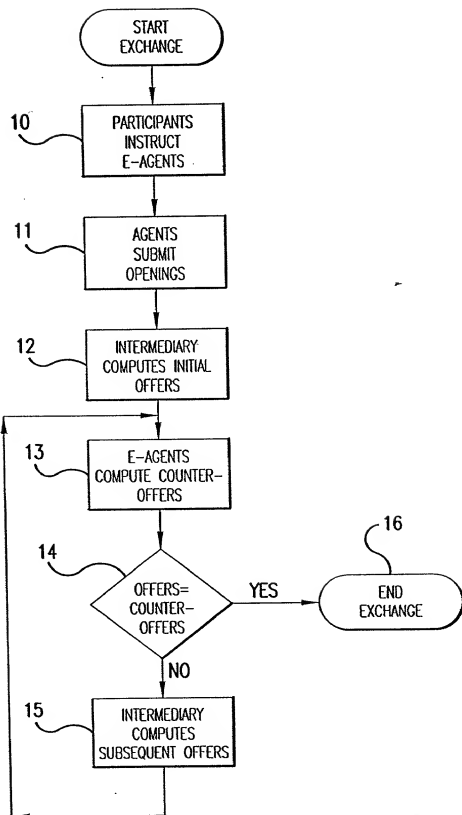 START
EXCHANGE
10
PARTICIPANTS
INSTRUCT
E-AGENTS
11
AGENTS
SUBMIT
OPENINGS
12
INTERMEDIARY
COMPUTES INITIAL
OFFERS
13
E-AGENTS
COMPUTE COUNTER-
OFFERS
14
OFFERS=
COUNTER-
OFFERS
YES
16
END
EXCHANGE
NO
15
INTERMEDIARY
COMPUTES
SUBSEQUENT OFFERS